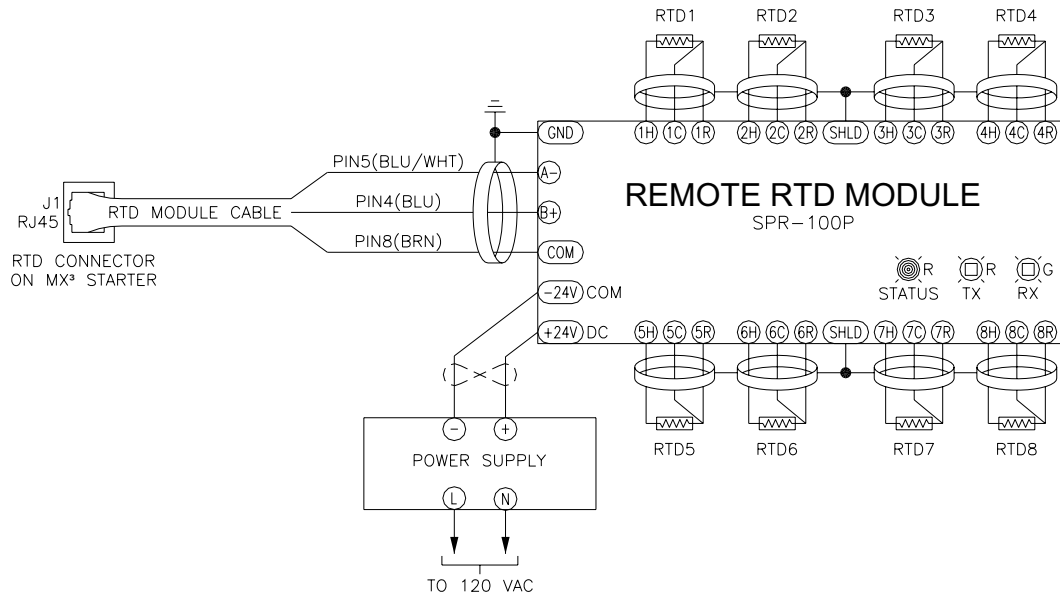 RTD1 RTD2 RTD3 RTD4
1H 1C 1R 2H 2C 2R SHLD 3H 3C 3R 4H 4C 4R
GND
PIN5(BLU/WHT)
A-
J1
RJ45
RTD MODULE CABLE
PIN4(BLU)
B+
PIN8(BRN)
COM
RTD CONNECTOR
ON MX³ STARTER
REMOTE RTD MODULE
SPR-100P
R R G
STATUS TX RX
-24V COM
+24V DC
5H 5C 5R 6H 6C 6R SHLD 7H 7C 7R 8H 8C 8R
RTD5 RTD6 RTD7 RTD8
- +
POWER SUPPLY
L N
TO 120 VAC